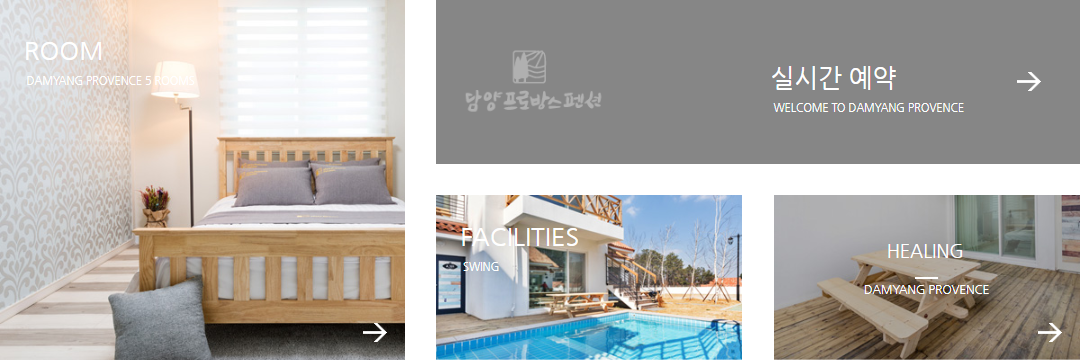 ROOM
DAMYANG PROVENCE 5 ROOMS
담양프로방스펜션
실시간 예약
WELCOME TO DAMYANG PROVENCE
FACILITIES
SWING
HEALING
DAMYANG PROVENCE